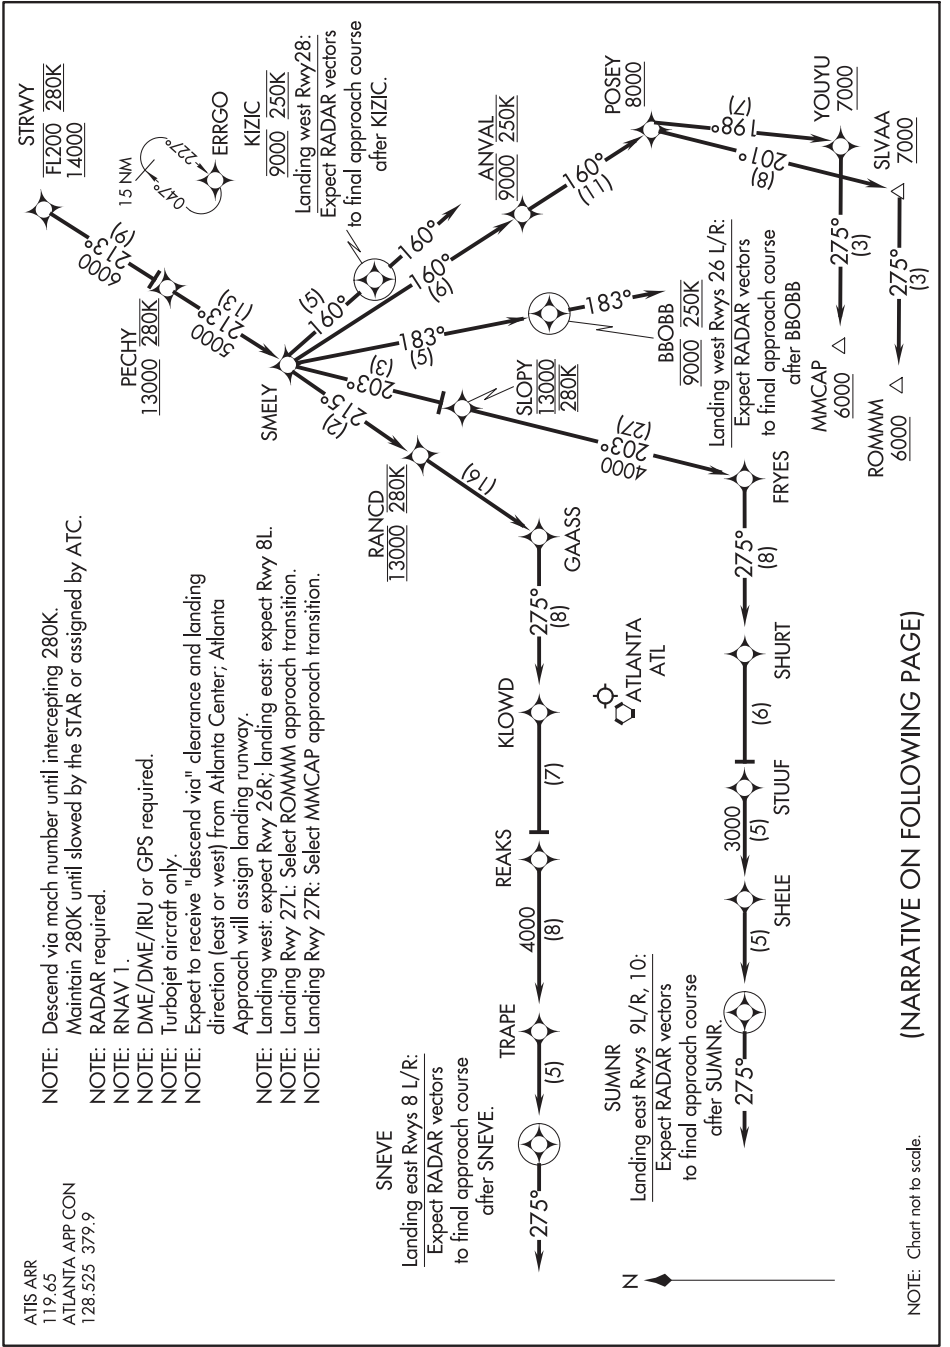 ATIS ARR
119.65
ATLANTA APP CON
128.525 379.9
NOTE: Descend via mach number until intercepting 280K.
Maintain 280K until slowed by the STAR or assigned by ATC.
NOTE: RADAR required.
NOTE: RNAV 1.
NOTE: DME/DME/IRU or GPS required.
NOTE: Turbojet aircraft only.
NOTE: Expect to receive "descend via" clearance and landing
direction (east or west) from Atlanta Center; Atlanta
Approach will assign landing runway.
NOTE: Landing west: expect Rwy 26R; landing east: expect Rwy 8L.
NOTE: Landing Rwy 27L: Select ROMMM approach transition.
NOTE: Landing Rwy 27R: Select MMCAP approach transition.
STRWY
FL200 280K
14000
6000
213°
(9)
15 NM
047°
227°
ERRGO
PECHY
13000 280K
5000
213°
(13)
SMELY
KIZIC
9000 250K
Landing west Rwy28:
Expect RADAR vectors
to final approach course
after KIZIC.
160°
(5)
160°
160°
(6)
ANVAL
9000 250K
160°
(11)
POSEY
8000
198°
(7)
201°
(8)
YOUYU
7000
SLVAA
7000
275°
(3)
275°
(3)
MMCAP
6000
ROMMM
6000
183°
(5)
183°
BBOBB
9000 250K
Landing west Rwys 26 L/R:
Expect RADAR vectors
to final approach course
after BBOBB
203°
(3)
SLOPY
13000
280K
4000
203°
(27)
FRYES
215°
(2)
RANCD
13000 280K
(16)
GAASS
275°
(8)
KLOWD
(7)
REAKS
4000
(8)
TRAPE
(5)
SNEVE
Landing east Rwys 8 L/R:
Expect RADAR vectors
to final approach course
after SNEVE.
275°
ATLANTA
ATL
275°
(8)
SHURT
(6)
STUUF
3000
(5)
SHELE
(5)
SUMNR
Landing east Rwys 9L/R, 10:
Expect RADAR vectors
to final approach course
after SUMNR.
275°
N
NOTE: Chart not to scale.
(NARRATIVE ON FOLLOWING PAGE)